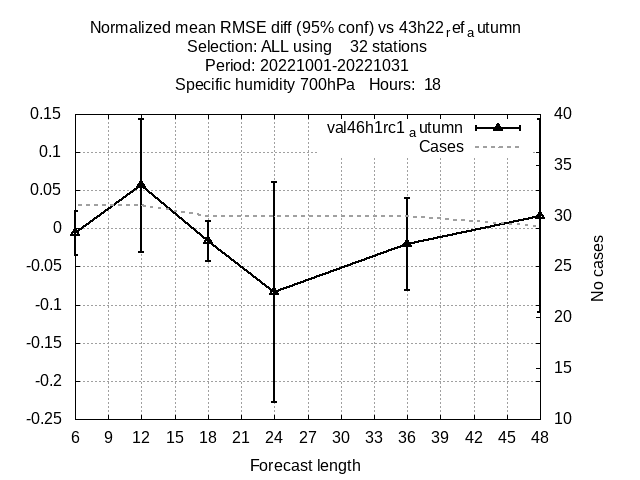 Normalized mean RMSE diff (95% conf) vs 43h22refautumn
Selection: ALL using 32 stations
Period: 20221001-20221031
Specific humidity 700hPa Hours: 18
val46h1rc1autumn
Cases
0.15
0.1
0.05
0
-0.05
-0.1
-0.15
-0.2
-0.25
40
35
30
25
20
15
10
No cases
6 9 12 15 18 21 24 27 30 33 36 39 42 45 48
Forecast length